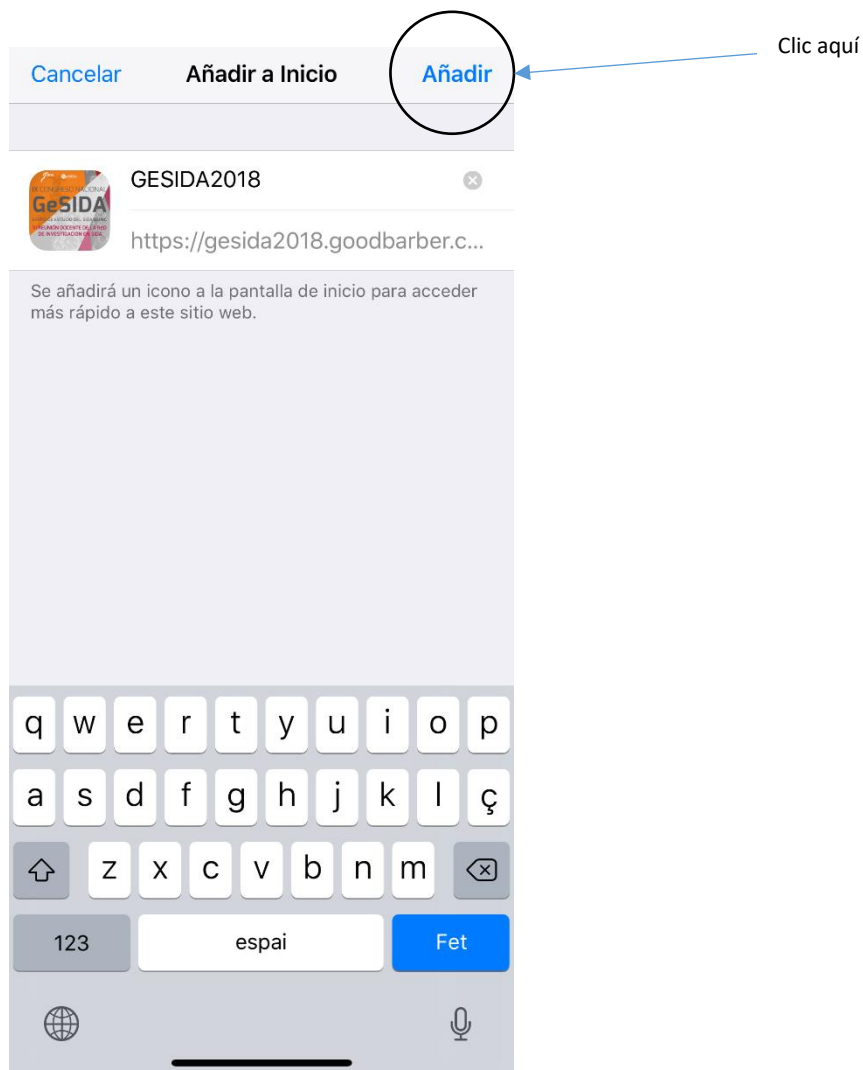 Clic aquí
Cancelar Añadir a Inicio Añadir
GESIDA2018
GeSIDA
https://gesida2018.goodbarber.c...
Se añadirá un icono a la pantalla de inicio para acceder
más rápido a este sitio web.
q w e r t y u i o p
a s d f g h j k l ç
z x c v b n m
123 espai Fet